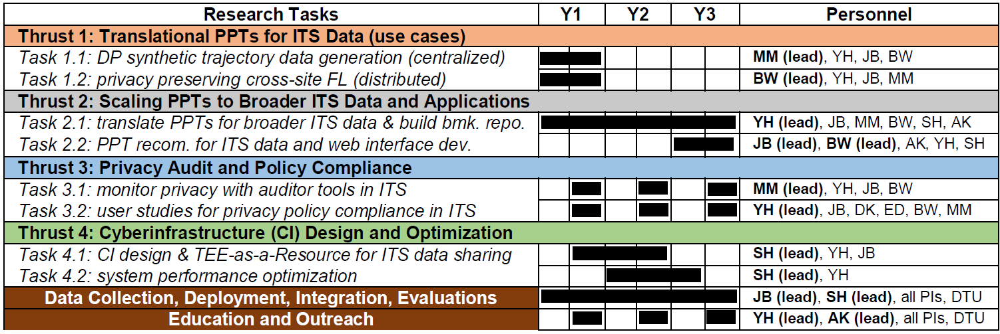 Research Tasks Y1 Y2 Y3 Personnel
Thrust 1: Translational PPTs for ITS Data (use cases)
Task 1.1: DP synthetic trajectory data generation (centralized) MM (lead), YH, JB, BW
Task 1.2: privacy preserving cross-site FL (distributed) BW (lead), YH, JB, MM
Thrust 2: Scaling PPTs to Broader ITS Data and Applications
Task 2.1: translate PPTs for broader ITS data & build bmk. repo. YH (lead), JB, MM, BW, SH, AK
Task 2.2: PPT recom. for ITS data and web interface dev. JB (lead), BW (lead), AK, YH, SH
Thrust 3: Privacy Audit and Policy Compliance
Task 3.1: monitor privacy with auditor tools in ITS MM (lead), YH, JB, BW
Task 3.2: user studies for privacy policy compliance in ITS YH (lead), JB, DK, ED, BW, MM
Thrust 4: Cyberinfrastructure (CI) Design and Optimization
Task 4.1: CI design & TEE-as-a-Resource for ITS data sharing SH (lead), YH, JB
Task 4.2: system performance optimization SH (lead), YH
Data Collection, Deployment, Integration, Evaluations JB (lead), SH (lead), all PIs, DTU
Education and Outreach YH (lead), AK (lead), all PIs, DTU